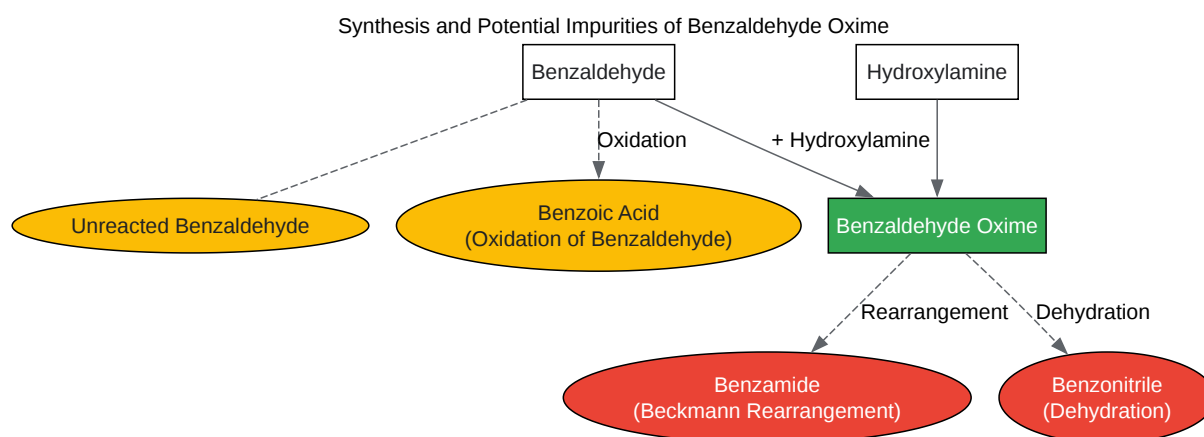 Synthesis and Potential Impurities of Benzaldehyde Oxime
Benzaldehyde
Hydroxylamine
Oxidation
+ Hydroxylamine
Unreacted Benzaldehyde
Benzoic Acid
(Oxidation of Benzaldehyde)
Benzaldehyde Oxime
Rearrangement
Dehydration
Benzamide
(Beckmann Rearrangement)
Benzonitrile
(Dehydration)